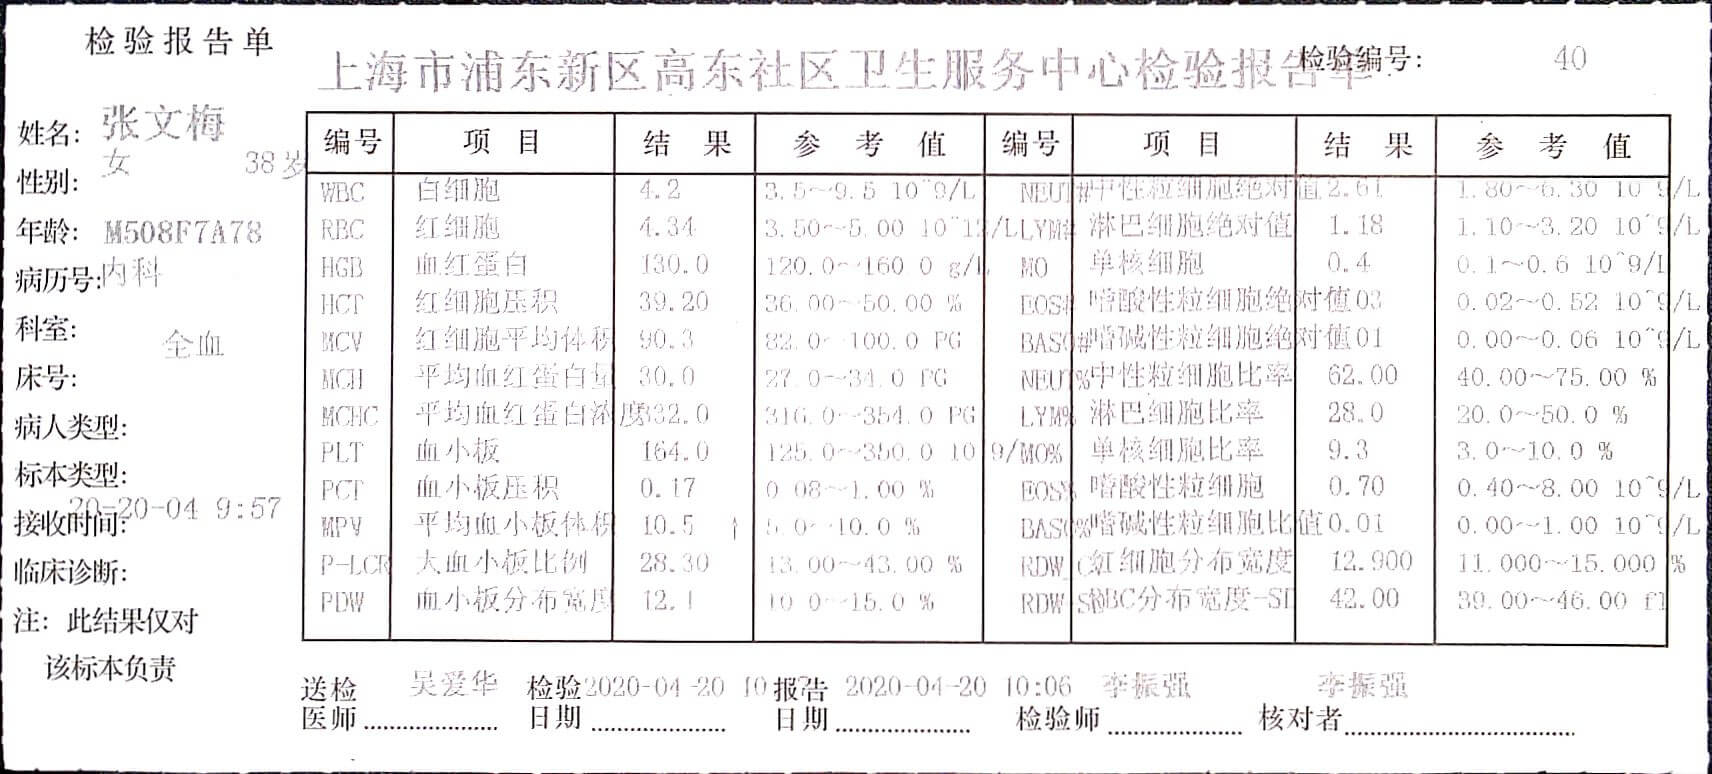 检验报告单
上海市浦东新区高东社区卫生服务中心检验报告单
检验编号: 40
姓名: 张文梅
性别: 女 38岁
年龄: M508F7A78
病历号: 内科
科室:
全血
床号:
病人类型:
标本类型:
20-20-04 9:57
接收时间:
临床诊断:
注: 此结果仅对
该标本负责
编号 项目 结果 参考值 编号 项目 结果 参考值
WBC 白细胞 4.2 3.5~9.5 10^9/L NEUT# 中性粒细胞绝对值 2.61 1.80~6.30 10^9/L
RBC 红细胞 4.34 3.50~5.00 10^12/L LYM# 淋巴细胞绝对值 1.18 1.10~3.20 10^9/L
HGB 血红蛋白 130.0 120.0~160.0 g/L MO 单核细胞 0.4 0.1~0.6 10^9/L
HCT 红细胞压积 39.20 36.00~50.00 % EOS# 嗜酸性粒细胞绝对值 03 0.02~0.52 10^9/L
MCV 红细胞平均体积 90.3 82.0~100.0 PG BASO# 嗜碱性粒细胞绝对值 01 0.00~0.06 10^9/L
MCH 平均血红蛋白量 30.0 27.0~34.0 PG NEUT% 中性粒细胞比率 62.00 40.00~75.00 %
MCHC 平均血红蛋白浓度 332.0 316.0~354.0 PG LYM% 淋巴细胞比率 28.0 20.0~50.0 %
PLT 血小板 164.0 125.0~350.0 10^9/ MO% 单核细胞比率 9.3 3.0~10.0 %
PCT 血小板压积 0.17 0.08~1.00 % EOS% 嗜酸性粒细胞 0.70 0.40~8.00 10^9/L
MPV 平均血小板体积 10.5 ↑ 5.0~10.0 % BASO% 嗜碱性粒细胞比值 0.01 0.00~1.00 10^9/L
P-LCR 大血小板比例 28.30 13.00~43.00 % RDW_C 红细胞分布宽度 12.900 11.000~15.000 %
PDW 血小板分布宽度 12.1 10.0~15.0 % RDW-S RBC分布宽度-SD 42.00 39.00~46.00 fl
送检医师 吴爱华 检验日期 2020-04-20 10 报告日期 2020-04-20 10:06 检验师 李振强 核对者 李振强